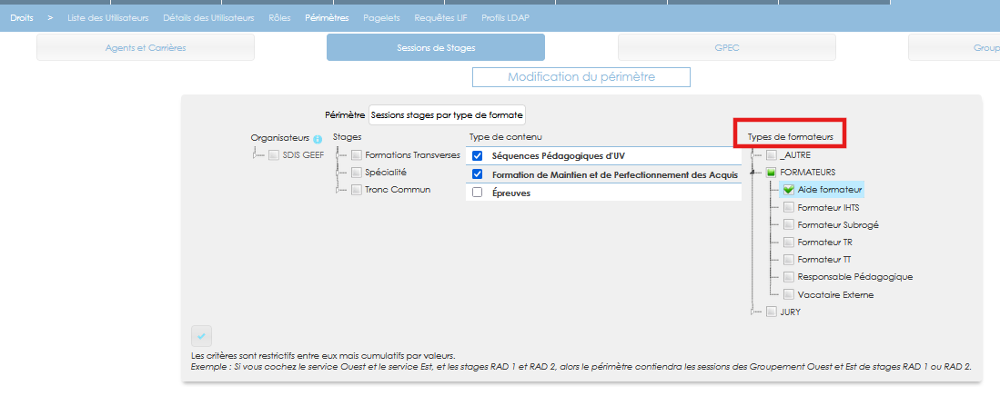 Droits > Liste des Utilisateurs Détails des Utilisateurs Rôles Périmètres Pagelets Requêtes LIF Profils LDAP
Agents et Carrières Sessions de Stages GPEC Group
Modification du périmètre
Périmètre Sessions stages par type de formate
Organisateurs
SDIS GEEF
Stages
Formations Transverses
Spécialité
Tronc Commun
Type de contenu
Séquences Pédagogiques d'UV
Formation de Maintien et de Perfectionnement des Acquis
Épreuves
Types de formateurs
_AUTRE
FORMATEURS
Aide formateur
Formateur IHTS
Formateur Subrogé
Formateur TR
Formateur TT
Responsable Pédagogique
Vacataire Externe
JURY
Les critères sont restrictifs entre eux mais cumulatifs par valeurs.
Exemple : Si vous cochez le service Ouest et le service Est, et les stages RAD 1 et RAD 2, alors le périmètre contiendra les sessions des Groupement Ouest et Est de stages RAD 1 ou RAD 2.